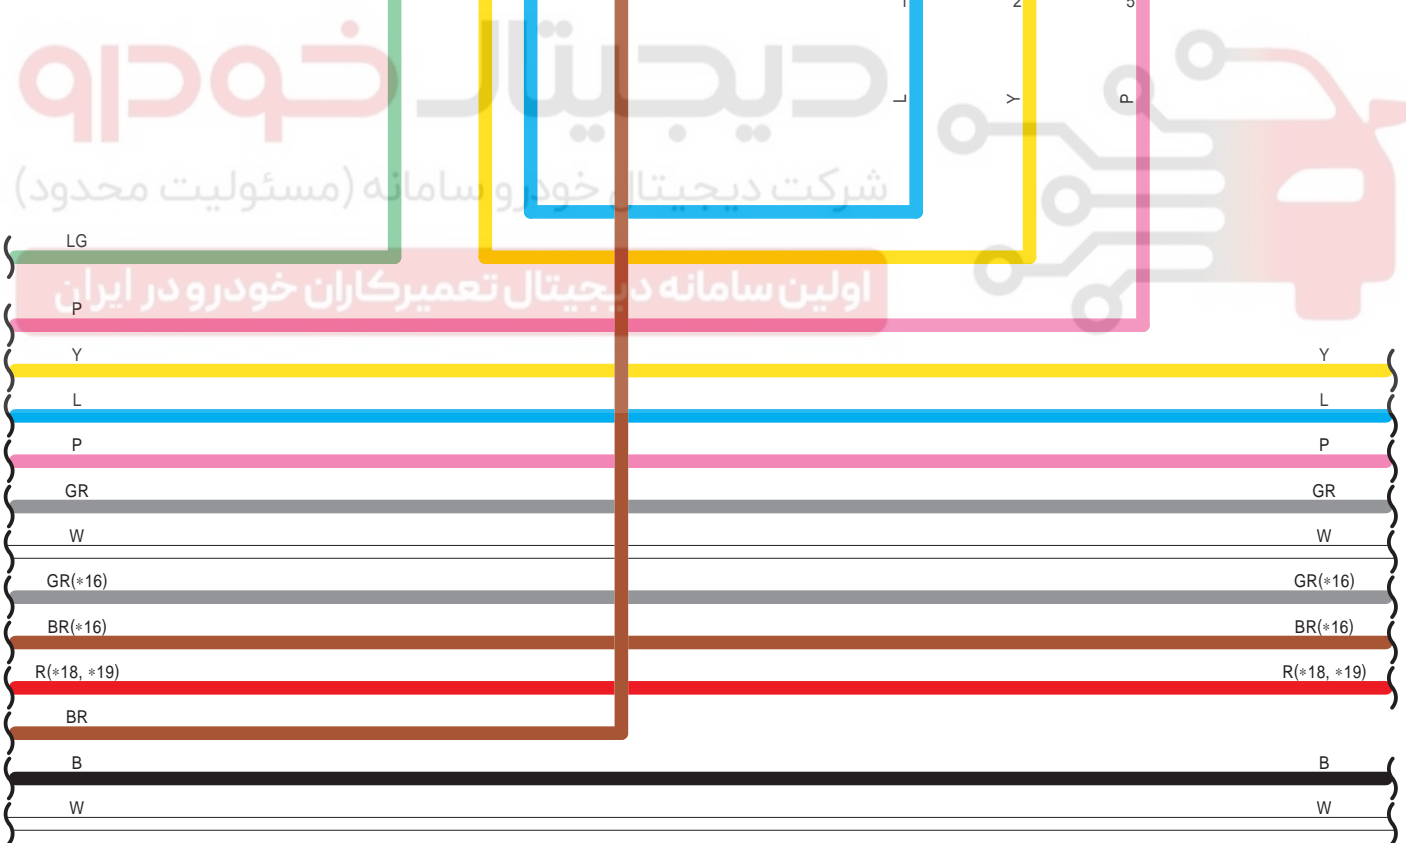 1 2 5
دیجیتال خودرو
L Y P
شرکت دیجیتال خودرو سامانه (مسئولیت محدود)
LG
اولین سامانه دیجیتال تعمیرکاران خودرو در ایران
P
Y Y
L L
P P
GR GR
W W
GR(*16) GR(*16)
BR(*16) BR(*16)
R(*18, *19) R(*18, *19)
BR
B B
W W